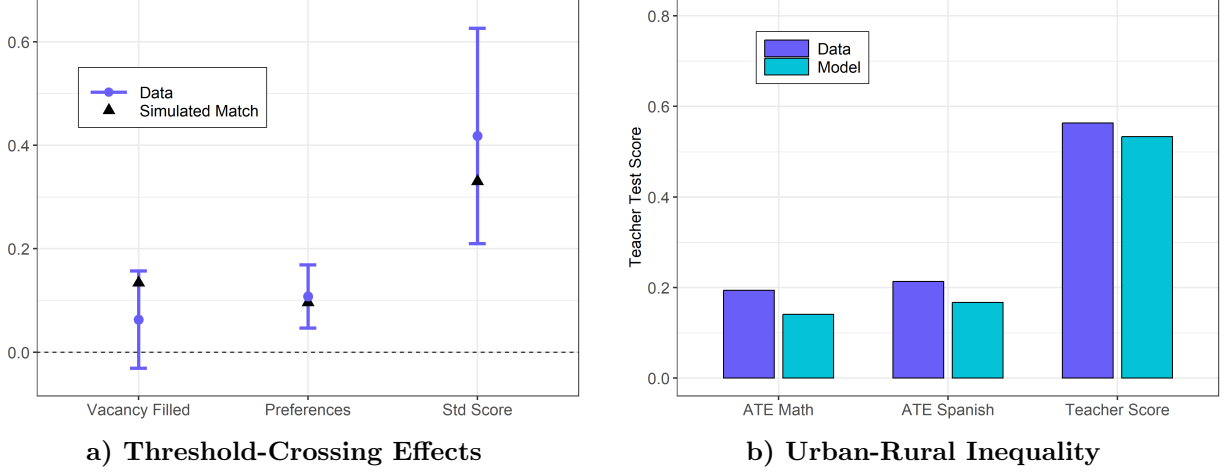 0.6
0.4
0.2
0.0
Data
Simulated Match
Vacancy Filled
Preferences
Std Score
a) Threshold-Crossing Effects
Teacher Test Score
0.8
0.6
0.4
0.2
0.0
Data
Model
ATE Math
ATE Spanish
Teacher Score
b) Urban-Rural Inequality